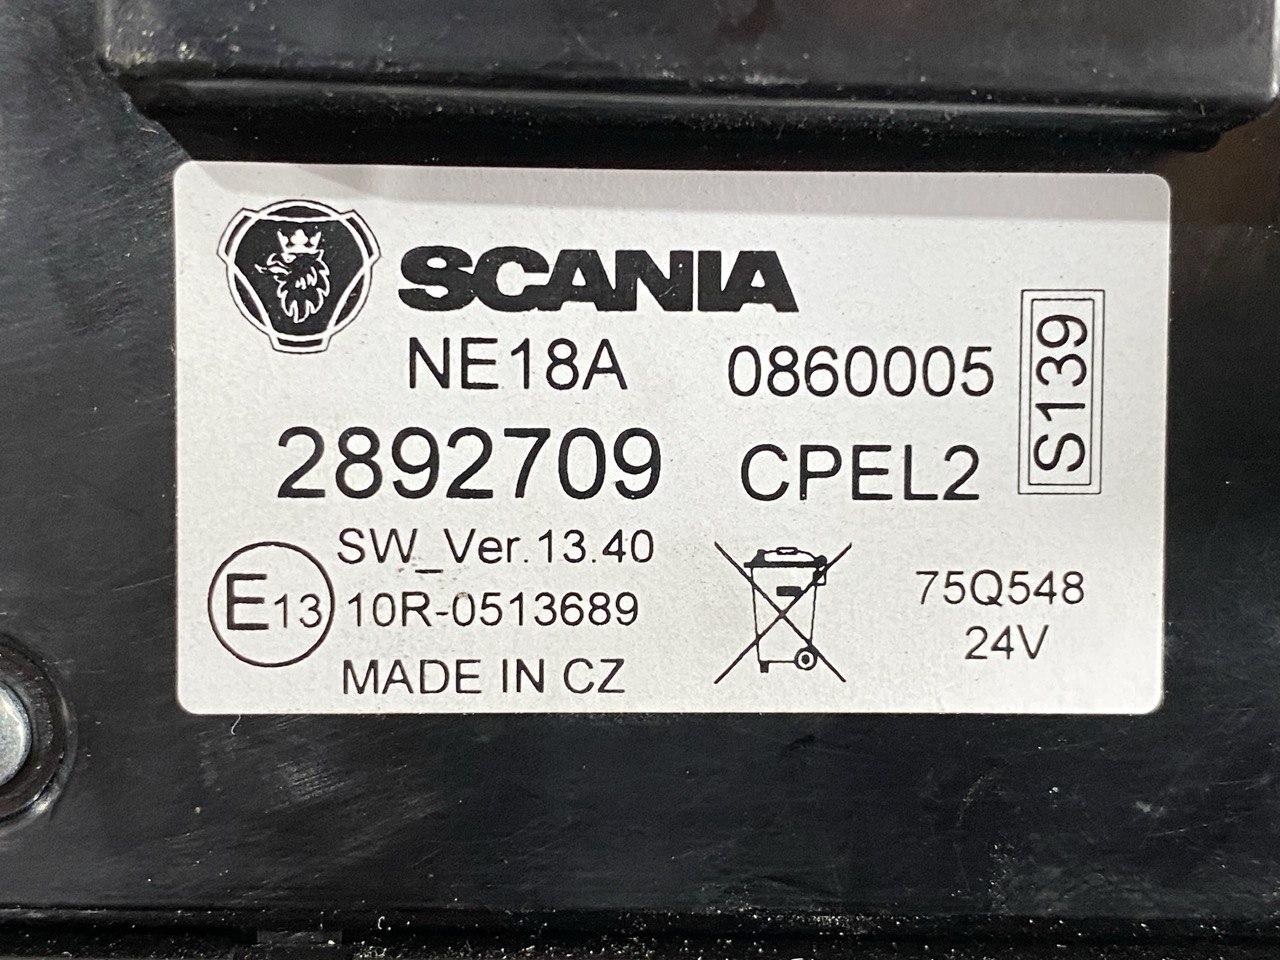 SCANIA
NE18A 0860005
S139
2892709 CPEL2
SW_Ver.13.40
E13 10R-0513689
75Q548
24V
MADE IN CZ